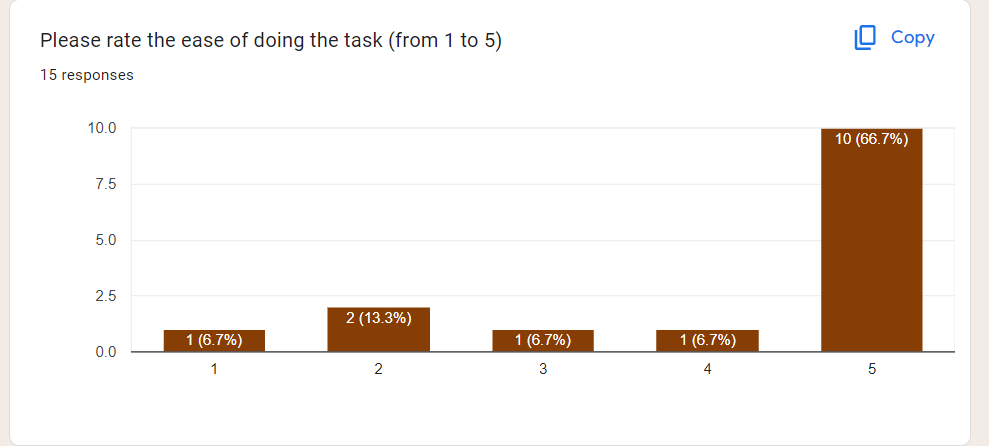 Please rate the ease of doing the task (from 1 to 5)
Copy
15 responses
10.0
7.5
5.0
2.5
0.0
1 (6.7%)
2 (13.3%)
1 (6.7%)
1 (6.7%)
10 (66.7%)
1 2 3 4 5